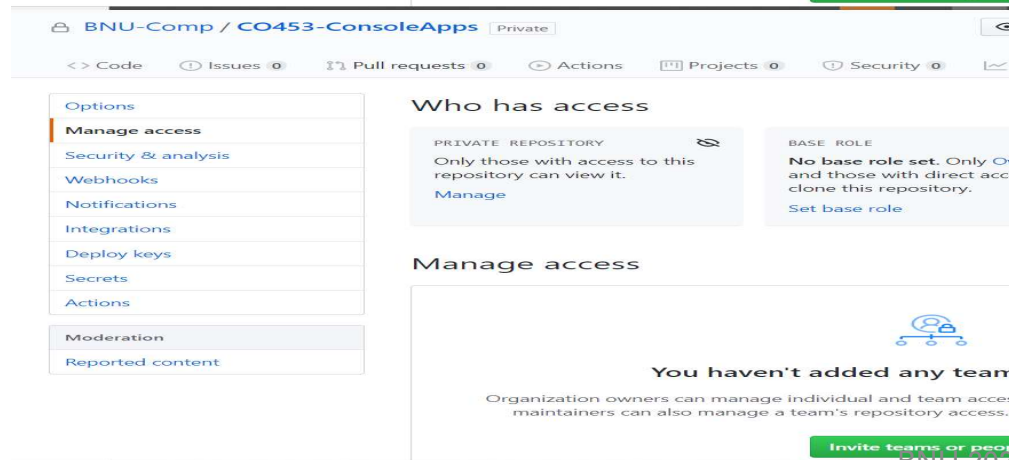 BNU-Comp / CO453-ConsoleApps Private
<> Code Issues 0 Pull requests 0 Actions Projects 0 Security 0
Options
Manage access
Security & analysis
Webhooks
Notifications
Integrations
Deploy keys
Secrets
Actions
Moderation
Reported content
Who has access
PRIVATE REPOSITORY
Only those with access to this
repository can view it.
Manage
BASE ROLE
No base role set. Only
and those with direct
clone this repository.
Set base role
Manage access
You haven't added any
Organization owners can manage individual and team
maintainers can also manage a team's repository access.
Invite teams or